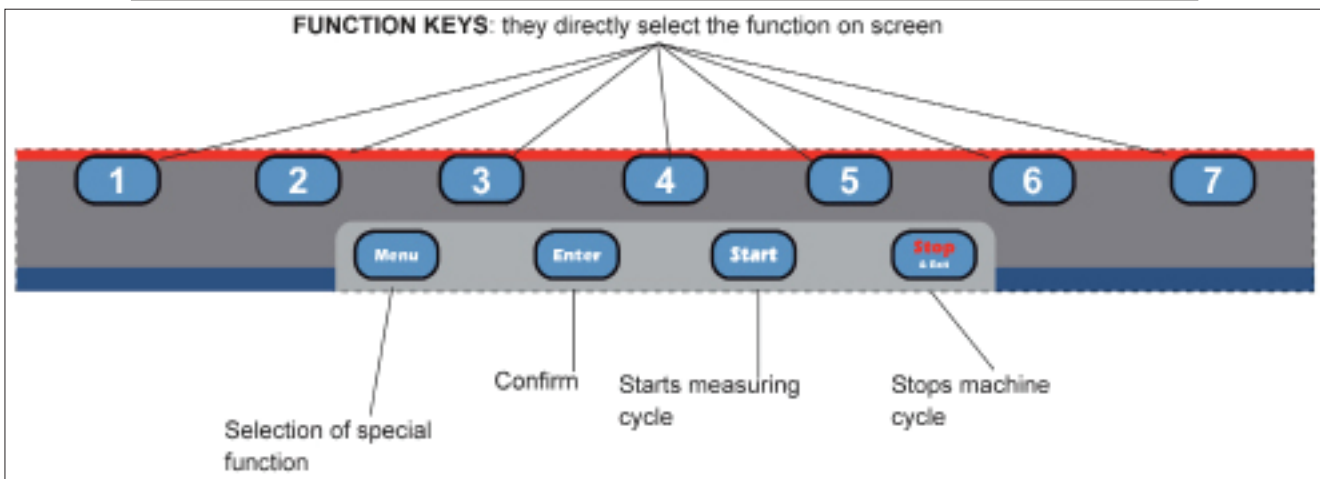 FUNCTION KEYS: they directly select the function on screen
1 2 3 4 5 6 7
Menu Enter Start Stop
& Exit
Confirm
Starts measuring
cycle
Stops machine
cycle
Selection of special
function